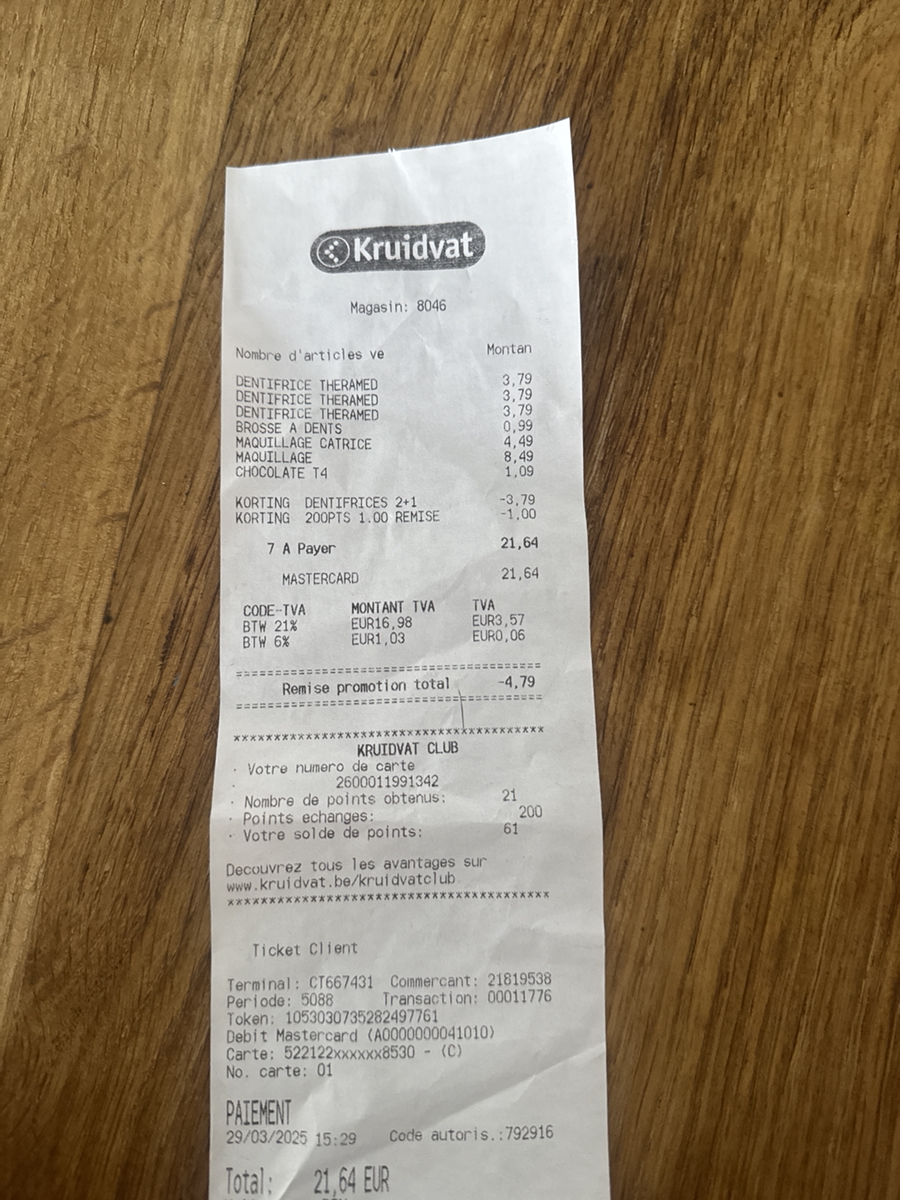 Kruidvat
Magasin: 8046
Nombre d'articles ve Montan
DENTIFRICE THERAMED 3,79
DENTIFRICE THERAMED 3,79
DENTIFRICE THERAMED 3,79
BROSSE A DENTS 0,99
MAQUILLAGE CATRICE 4,49
MAQUILLAGE 8,49
CHOCOLATE T4 1,09
KORTING DENTIFRICES 2+1 -3,79
KORTING 200PTS 1.00 REMISE -1,00
7 A Payer 21,64
MASTERCARD 21,64
CODE-TVA MONTANT TVA TVA
BTW 21% EUR16,98 EUR3,57
BTW 6% EUR1,03 EUR0,06
==========================================
Remise promotion total -4,79
==========================================
**********************************************
KRUIDVAT CLUB
· Votre numero de carte
· 2600011991342
· Nombre de points obtenus: 21
· Points echanges: 200
· Votre solde de points: 61
Decouvrez tous les avantages sur
www.kruidvat.be/kruidvatclub
**********************************************
Ticket Client
Terminal: CT667431 Commercant: 21819538
Periode: 5088 Transaction: 00011776
Token: 1053030735282497761
Debit Mastercard (A0000000041010)
Carte: 522122xxxxxx8530 - (C)
No. carte: 01
PAIEMENT
29/03/2025 15:29 Code autoris.:792916
Total: 21,64 EUR